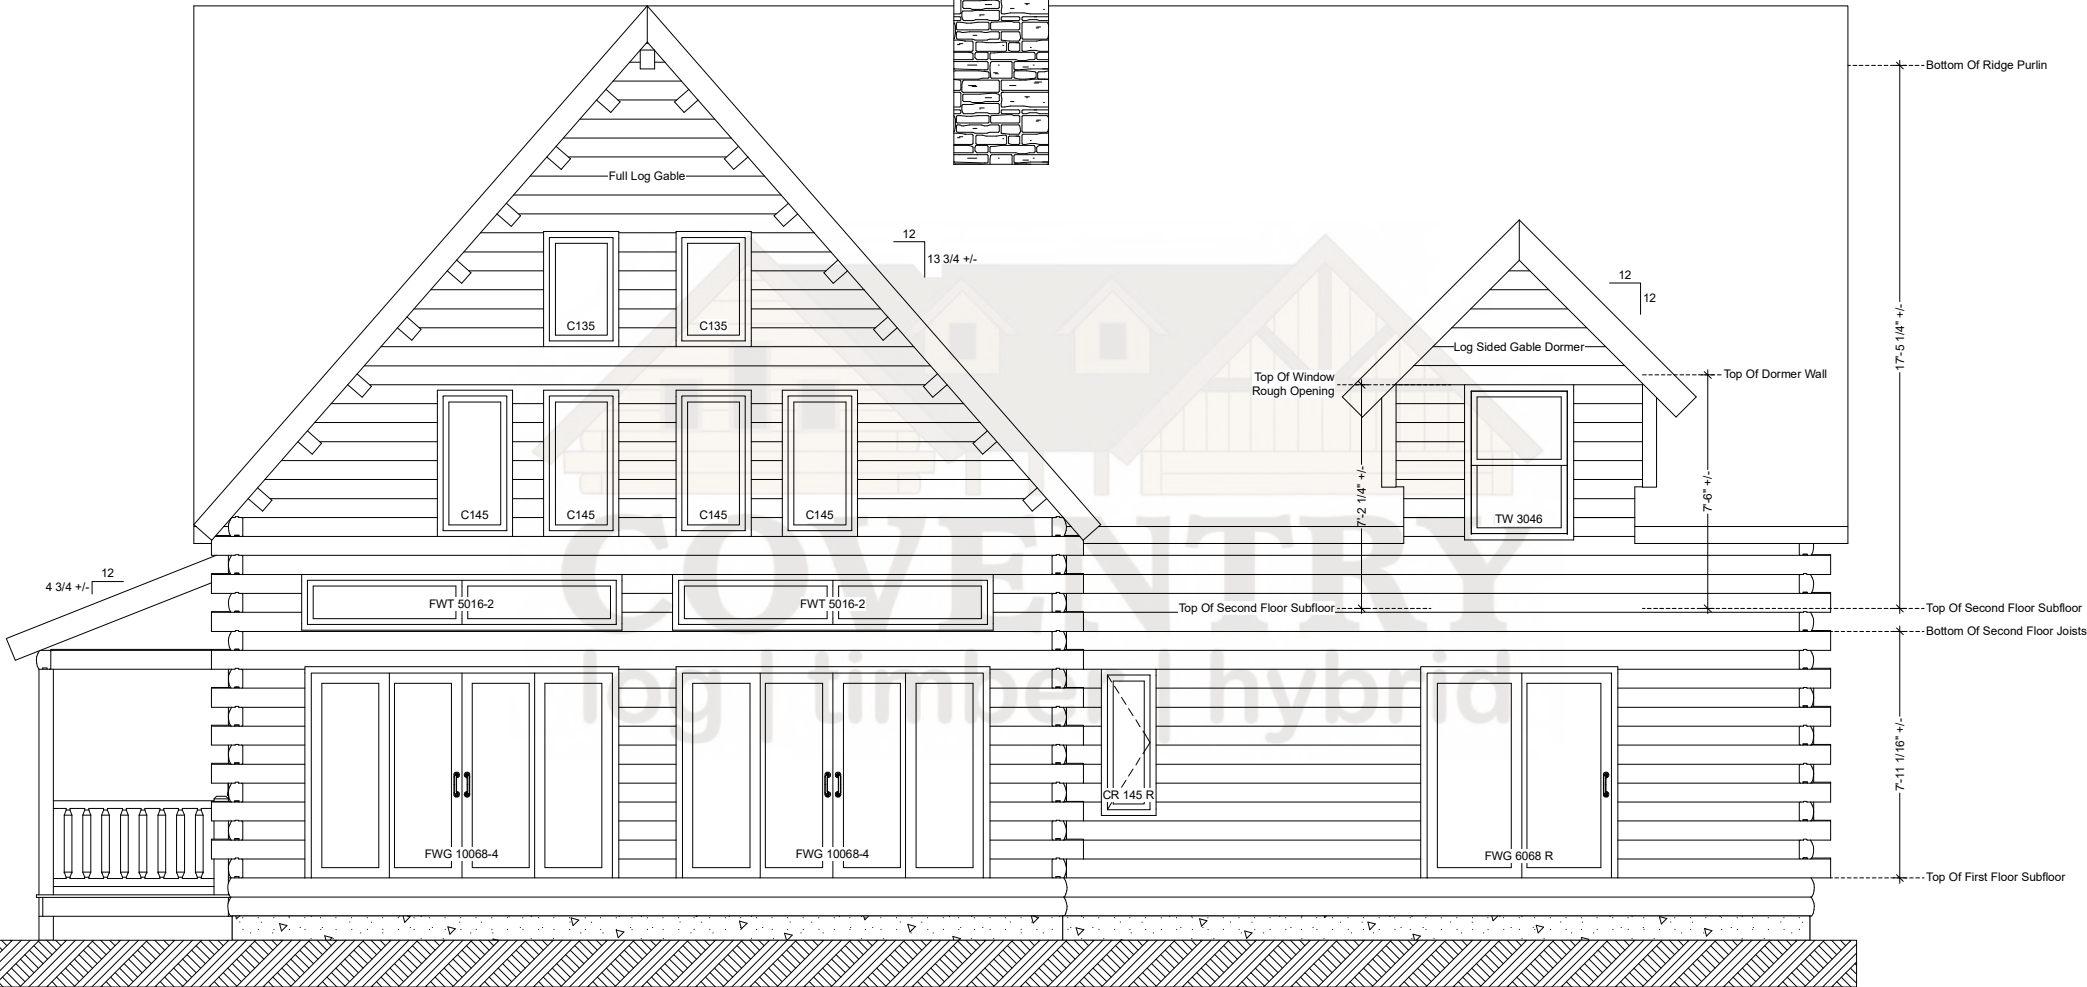 Bottom Of Ridge Purlin
Full Log Gable
12
13 3/4 +/-
12
12
C135
C135
17'-5 1/4" +/-
Log Sided Gable Dormer
Top Of Window
Rough Opening
Top Of Dormer Wall
7'-2 1/4" +/-
7'-6" +/-
C145
C145
C145
C145
TW 3046
COVENTRY
12
4 3/4 +/-
FWT 5016-2
FWT 5016-2
Top Of Second Floor Subfloor
Top Of Second Floor Subfloor
Bottom Of Second Floor Joists
log | timber | hybrid
7'-11 1/16" +/-
CR 145 R
FWG 10068-4
FWG 10068-4
FWG 6068 R
Top Of First Floor Subfloor